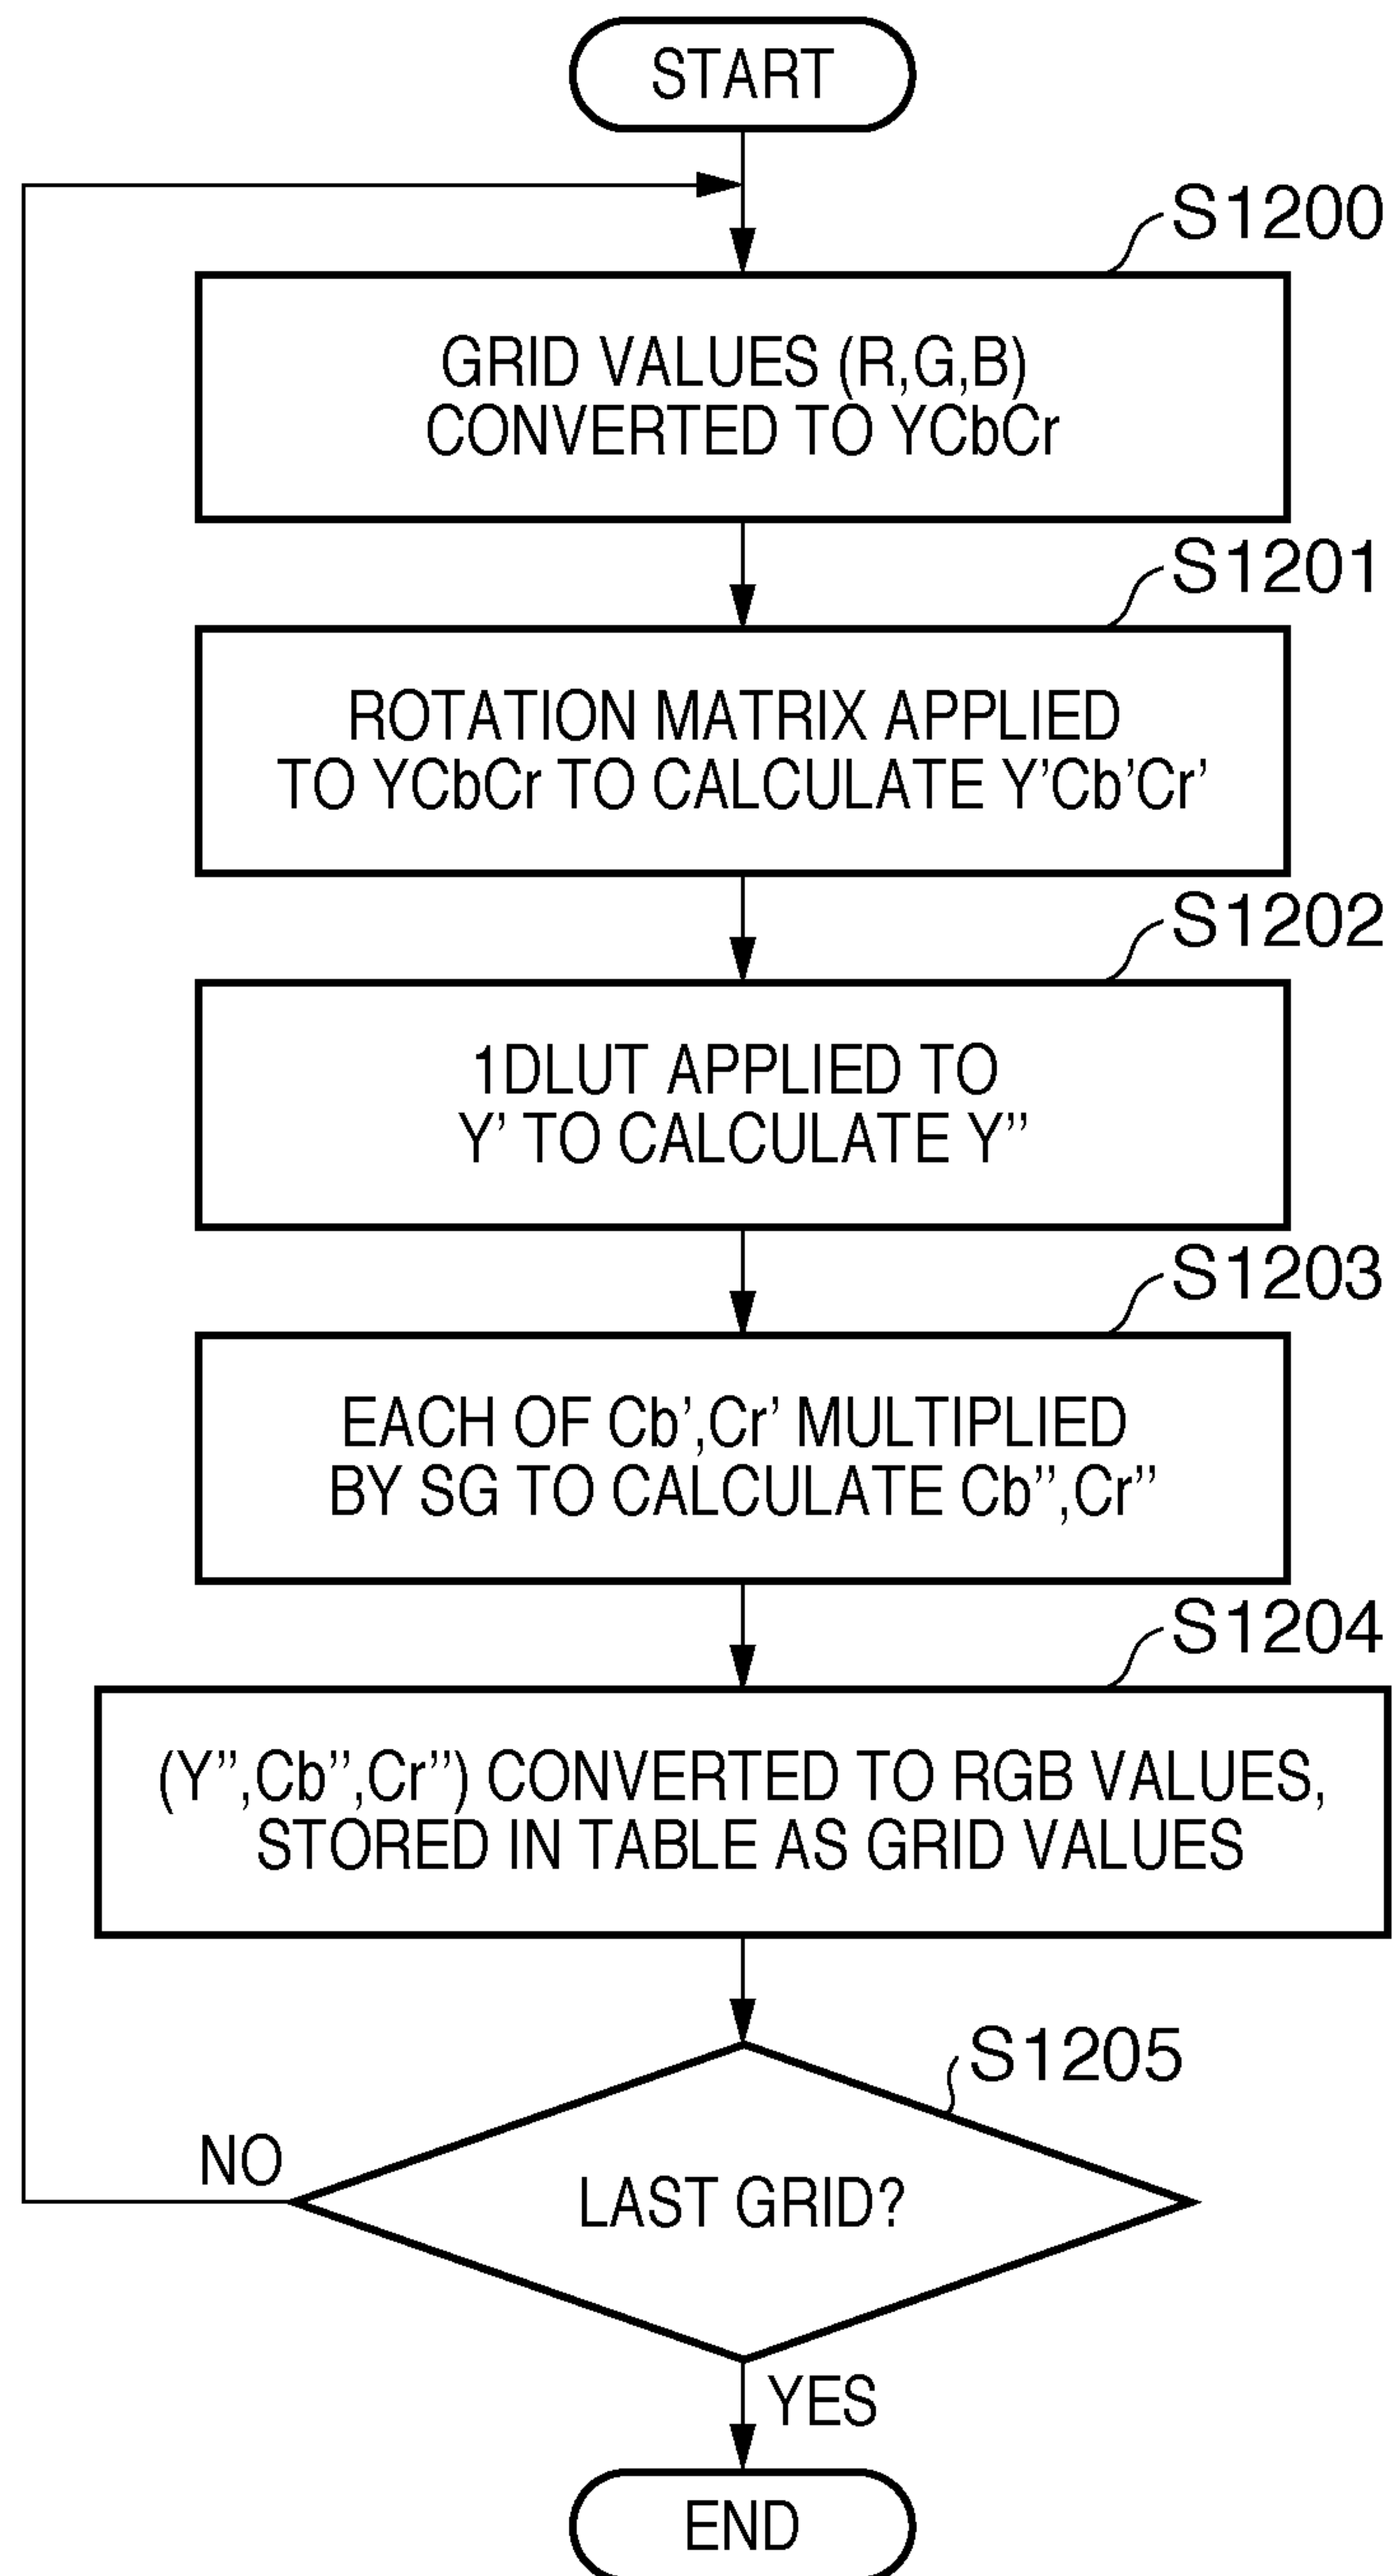 START
S1200
GRID VALUES (R,G,B)
CONVERTED TO YCbCr
S1201
ROTATION MATRIX APPLIED
TO YCbCr TO CALCULATE Y'Cb'Cr'
S1202
1DLUT APPLIED TO
Y' TO CALCULATE Y''
S1203
EACH OF Cb',Cr' MULTIPLIED
BY SG TO CALCULATE Cb'',Cr''
S1204
(Y'',Cb'',Cr'') CONVERTED TO RGB VALUES,
STORED IN TABLE AS GRID VALUES
S1205
NO
LAST GRID?
YES
END